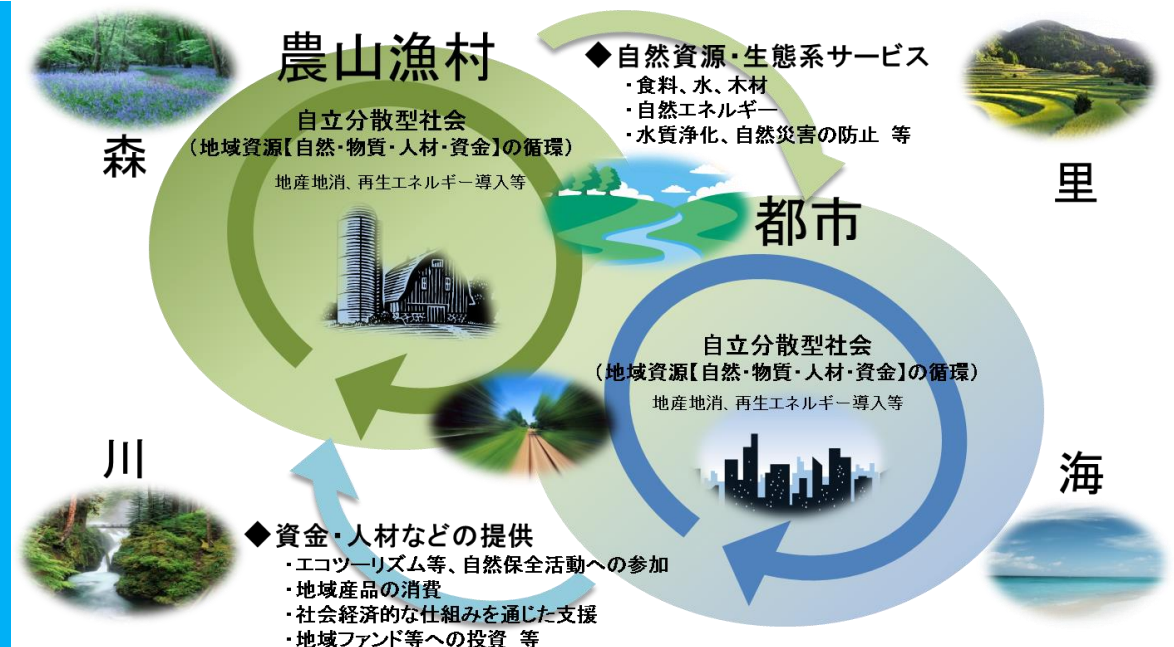 農山漁村
◆自然資源・生態系サービス
・食料、水、木材
・自然エネルギー
・水質浄化、自然災害の防止 等
自立分散型社会
(地域資源【自然・物質・人材・資金】の循環)
地産地消、再生エネルギー導入等
森
里
都市
自立分散型社会
(地域資源【自然・物質・人材・資金】の循環)
地産地消、再生エネルギー導入等
川
海
◆資金・人材などの提供
・エコツーリズム等、自然保全活動への参加
・地域産品の消費
・社会経済的な仕組みを通じた支援
・地域ファンド等への投資 等